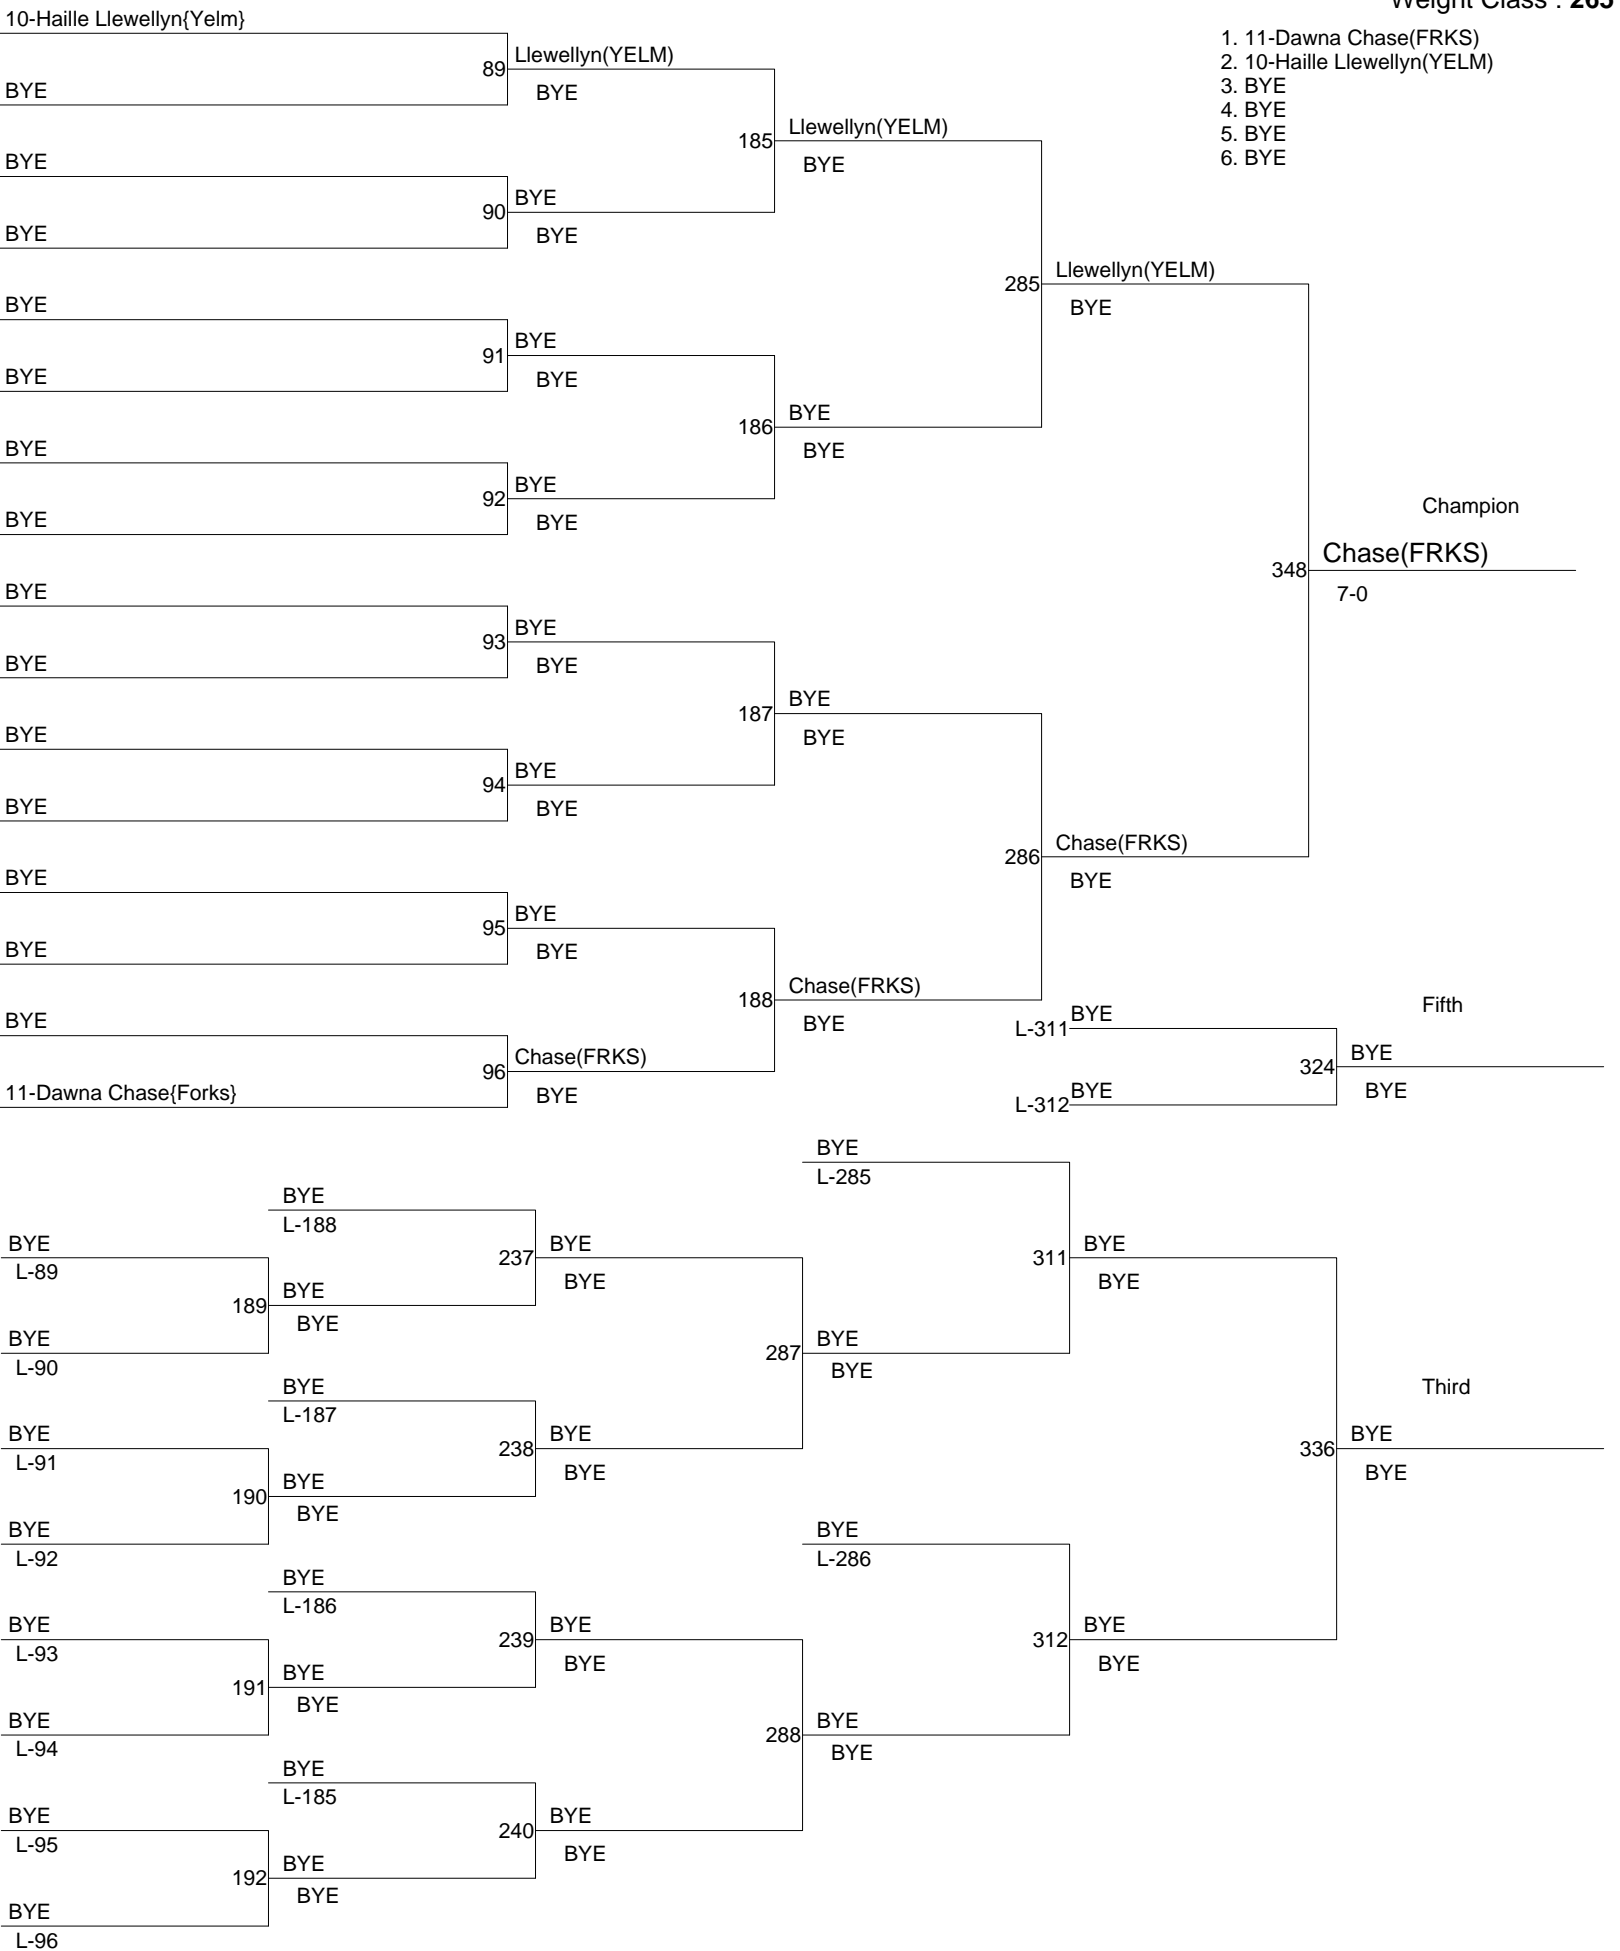 Weight Class : 265
10-Haille Llewellyn{Yelm}
1. 11-Dawna Chase(FRKS)
2. 10-Haille Llewellyn(YELM)
3. BYE
4. BYE
5. BYE
6. BYE
89 Llewellyn(YELM)
BYE
BYE
185 Llewellyn(YELM)
BYE
BYE
90 BYE
BYE
BYE
285 Llewellyn(YELM)
BYE
BYE
91 BYE
BYE
BYE
186 BYE
BYE
BYE
92 BYE
BYE
BYE
Champion
348 Chase(FRKS)
7-0
BYE
93 BYE
BYE
BYE
187 BYE
BYE
BYE
94 BYE
BYE
BYE
286 Chase(FRKS)
BYE
BYE
95 BYE
BYE
BYE
188 Chase(FRKS)
BYE
BYE
96 Chase(FRKS)
BYE
11-Dawna Chase{Forks}
Fifth
L-311 BYE
324 BYE
BYE
L-312 BYE
BYE
L-285
BYE
L-188
BYE
L-89
237 BYE
BYE
311 BYE
BYE
189 BYE
BYE
BYE
L-90
287 BYE
BYE
BYE
L-187
Third
BYE
L-91
238 BYE
BYE
336 BYE
BYE
190 BYE
BYE
BYE
L-92
BYE
L-286
BYE
L-186
BYE
L-93
239 BYE
BYE
312 BYE
BYE
191 BYE
BYE
BYE
L-94
288 BYE
BYE
BYE
L-185
BYE
L-95
240 BYE
BYE
192 BYE
BYE
BYE
L-96